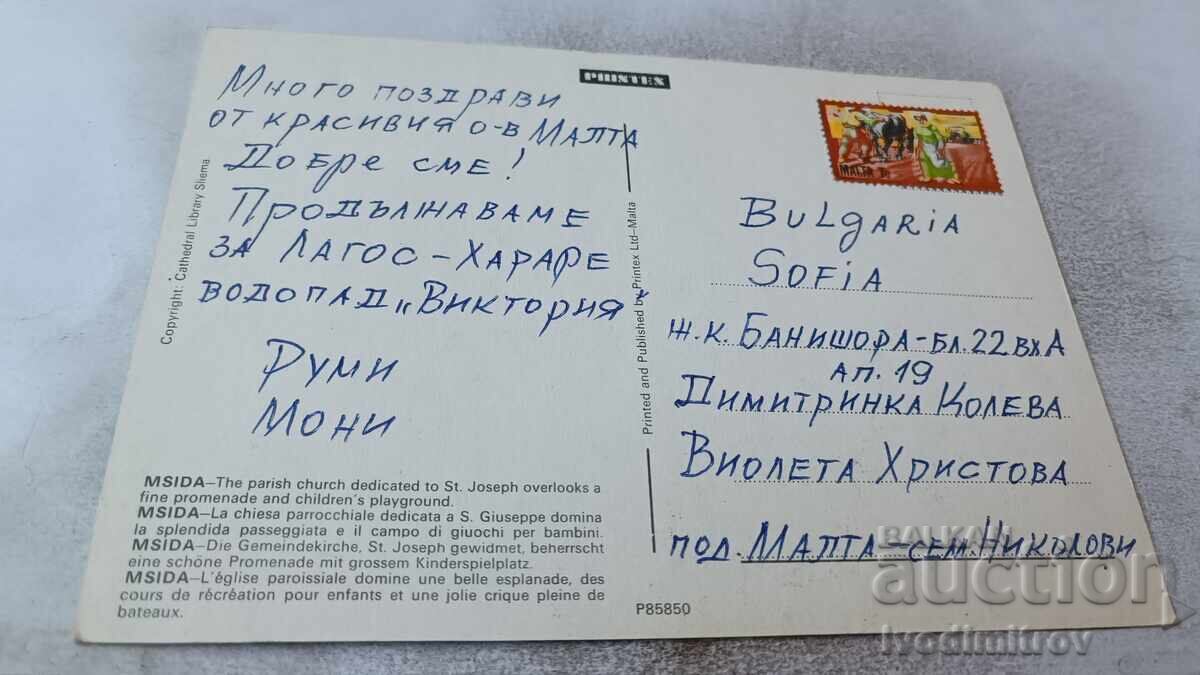 PRINTEX
Много поздрави
от красивия о-в Малта
Добре сме!
Продължаваме
за Лагос - Хараре
водопад „Виктория"
Руми
Мони
Copyright: Cathedral Library Sliema
Printed and Published by Printex Ltd—Malta
MALTA
BULGARIA
SOFIA
ж.к. Банишора - бл. 22 вх А
ап. 19
Димитринка Колева
Виолета Христова
под. Малта - сем. Николови
MSIDA—The parish church dedicated to St. Joseph overlooks a
fine promenade and children's playground.
MSIDA—La chiesa parrocchiale dedicata a S. Giuseppe domina
la splendida passeggiata e il campo di giuochi per bambini.
MSIDA—Die Gemeindekirche, St. Joseph gewidmet, beherrscht
eine schöne Promenade mit grossem Kinderspielplatz.
MSIDA—L'église paroissiale domine une belle esplanade, des
cours de récréation pour enfants et une jolie crique pleine de
bateaux.
P85850
BALKAN
auction
ivodimitrov